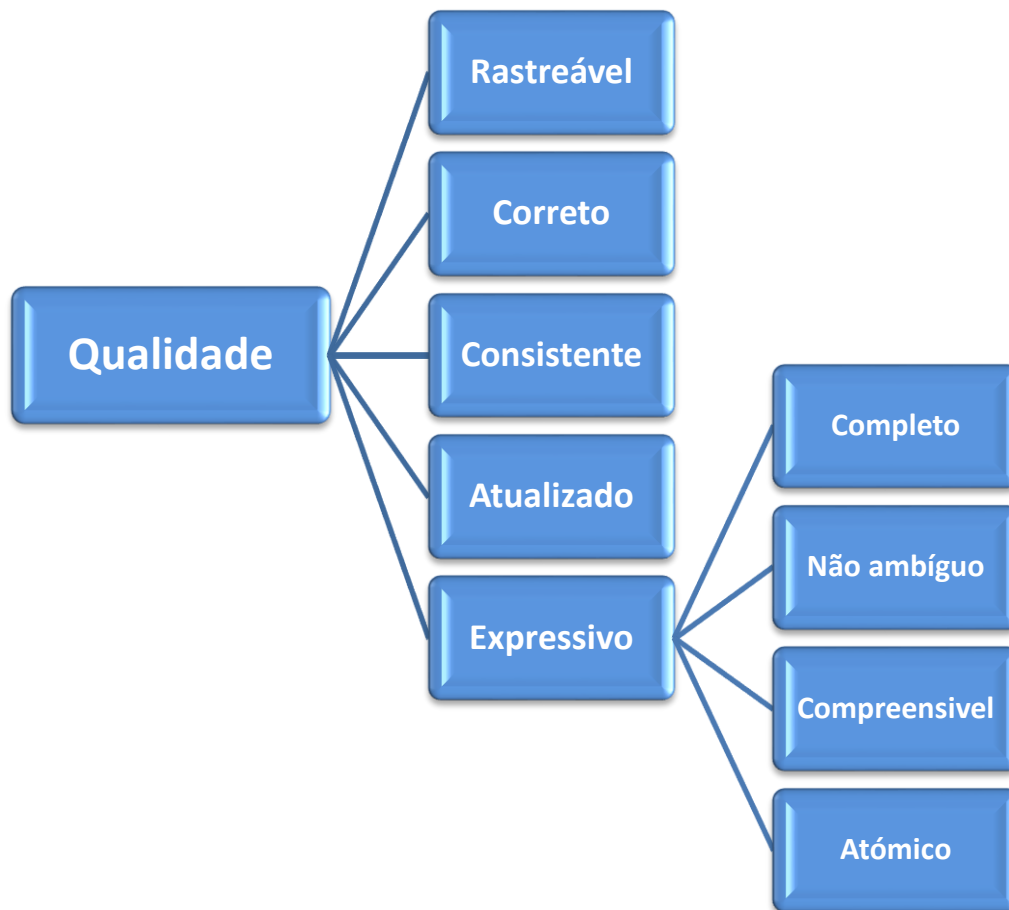 Rastreável
Correto
Qualidade
Consistente
Atualizado
Expressivo
Completo
Não ambíguo
Compreensivel
Atómico